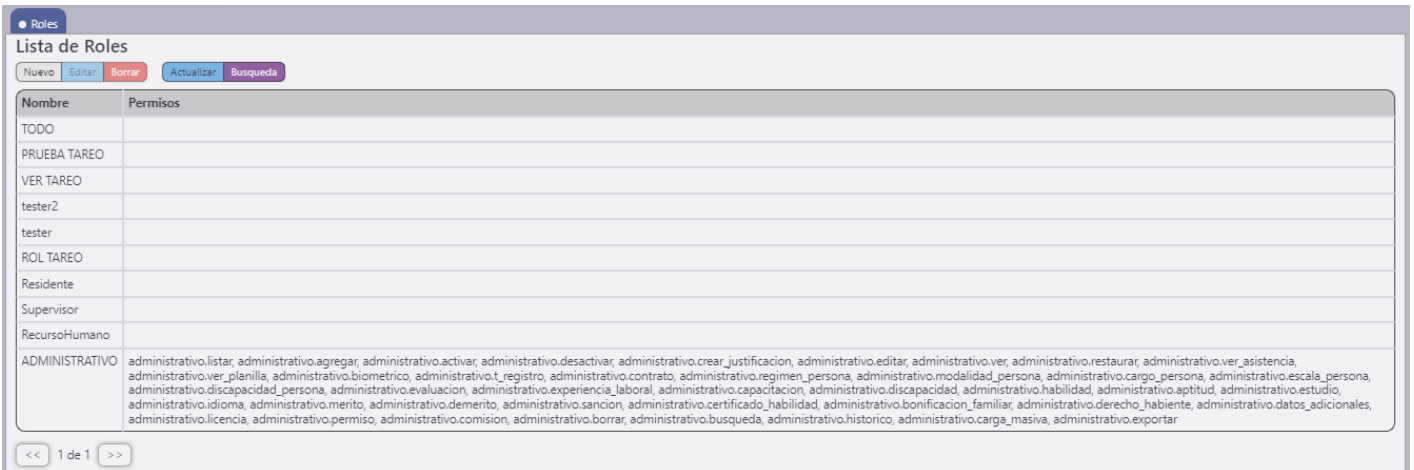 Roles
Lista de Roles
Nuevo Editar Borrar Actualizar Busqueda
Nombre Permisos
TODO
PRUEBA TAREO
VER TAREO
tester2
tester
ROL TAREO
Residente
Supervisor
RecursoHumano
ADMINISTRATIVO administrativo.listar, administrativo.agregar, administrativo.activar, administrativo.desactivar, administrativo.crear_justificacion, administrativo.editar, administrativo.ver, administrativo.restaurar, administrativo.ver_asistencia,
administrativo.ver_planilla, administrativo.biometrico, administrativo.t_registro, administrativo.contrato, administrativo.regimen_persona, administrativo.modalidad_persona, administrativo.cargo_persona, administrativo.escala_persona,
administrativo.discapacidad_persona, administrativo.evaluacion, administrativo.experiencia_laboral, administrativo.capacitacion, administrativo.discapacidad, administrativo.habilidad, administrativo.aptitud, administrativo.estudio,
administrativo.idioma, administrativo.merito, administrativo.demerito, administrativo.sancion, administrativo.certificado_habilidad, administrativo.bonificacion_familiar, administrativo.derecho_habiente, administrativo.datos_adicionales,
administrativo.licencia, administrativo.permiso, administrativo.comision, administrativo.borrar, administrativo.busqueda, administrativo.historico, administrativo.carga_masiva, administrativo.exportar
<< 1 de 1 >>